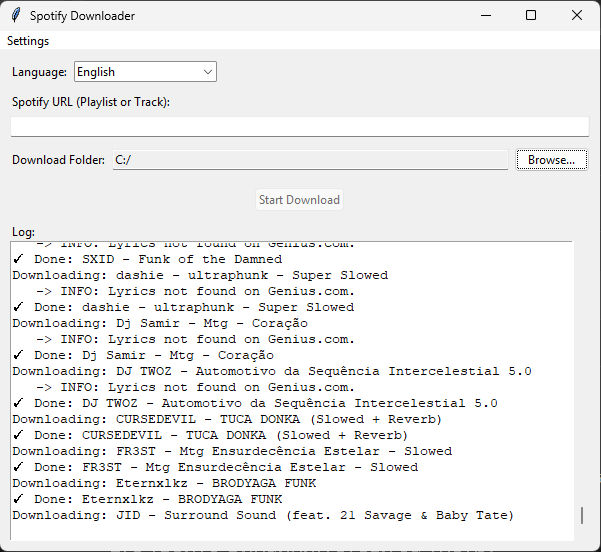 Spotify Downloader
Settings
Language: English
Spotify URL (Playlist or Track):
Download Folder: C:/ Browse...
Start Download
Log:
-> INFO: Lyrics not found on Genius.com.
✓ Done: SXID - Funk of the Damned
Downloading: dashie - ultraphunk - Super Slowed
-> INFO: Lyrics not found on Genius.com.
✓ Done: dashie - ultraphunk - Super Slowed
Downloading: Dj Samir - Mtg - Coração
-> INFO: Lyrics not found on Genius.com.
✓ Done: Dj Samir - Mtg - Coração
Downloading: DJ TWOZ - Automotivo da Sequência Intercelestial 5.0
-> INFO: Lyrics not found on Genius.com.
✓ Done: DJ TWOZ - Automotivo da Sequência Intercelestial 5.0
Downloading: CURSEDEVIL - TUCA DONKA (Slowed + Reverb)
✓ Done: CURSEDEVIL - TUCA DONKA (Slowed + Reverb)
Downloading: FR3ST - Mtg Ensurdecência Estelar - Slowed
✓ Done: FR3ST - Mtg Ensurdecência Estelar - Slowed
Downloading: Eternxlkz - BRODYAGA FUNK
✓ Done: Eternxlkz - BRODYAGA FUNK
Downloading: JID - Surround Sound (feat. 21 Savage & Baby Tate)